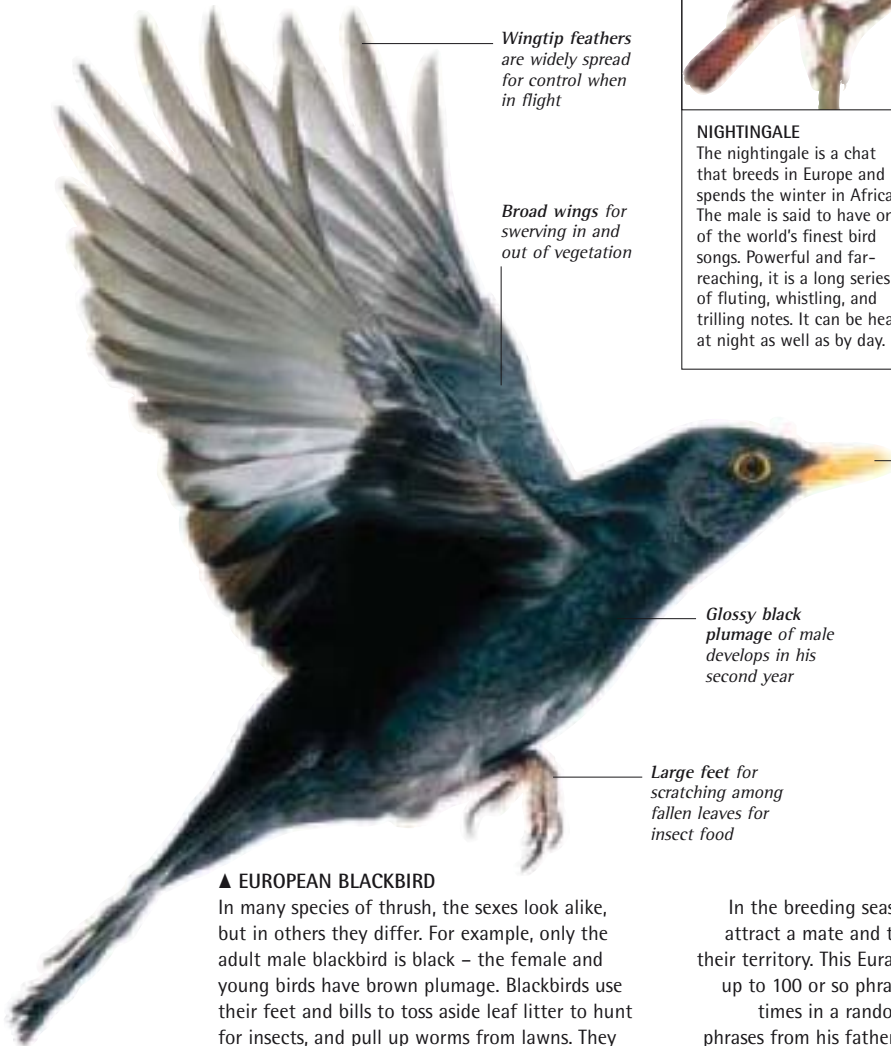 Wingtip feathers
are widely spread
for control when
in flight
Broad wings for
swerving in and
out of vegetation
NIGHTINGALE
The nightingale is a chat
that breeds in Europe and
spends the winter in Africa
The male is said to have
of the world's finest bird
songs. Powerful and far-
reaching, it is a long series
of fluting, whistling, and
trilling notes. It can be
at night as well as by day.
Glossy black
plumage of male
develops in his
second year
Large feet for
scratching among
fallen leaves for
insect food
▲ EUROPEAN BLACKBIRD
In many species of thrush, the sexes look alike,
but in others they differ. For example, only the
adult male blackbird is black – the female and
young birds have brown plumage. Blackbirds use
their feet and bills to toss aside leaf litter to hunt
for insects, and pull up worms from lawns. They
In the breeding
attract a mate and
their territory. This
up to 100 or so
times in a
phrases from his father